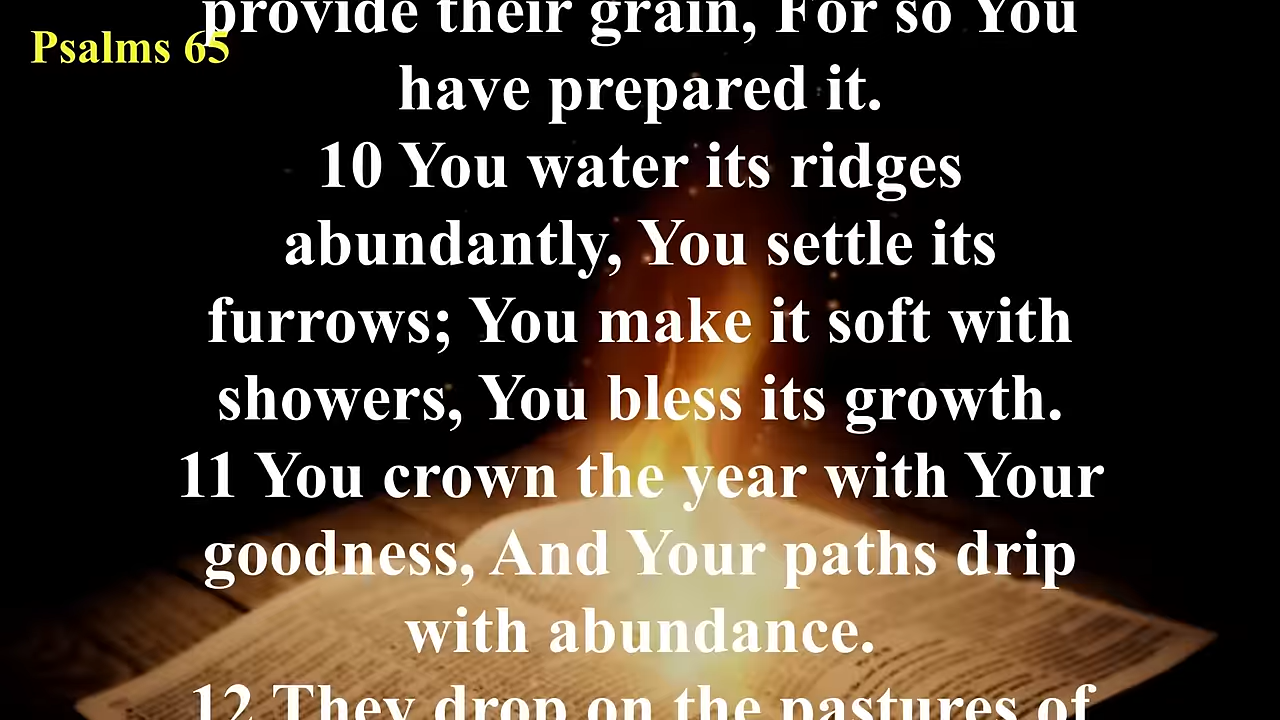 Psalms 65
provide their grain, For so You
have prepared it.
10 You water its ridges
abundantly, You settle its
furrows; You make it soft with
showers, You bless its growth.
11 You crown the year with Your
goodness, And Your paths drip
with abundance.
12 They drop on the pastures of